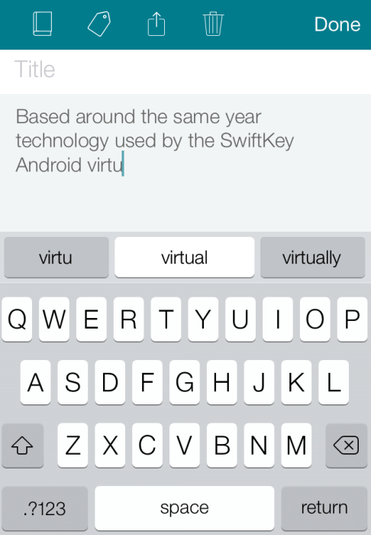 Done
Title
Based around the same year
technology used by the SwiftKey
Android virtu
virtu virtual virtually
Q W E R T Y U I O P
A S D F G H J K L
Z X C V B N M
.?123 space return